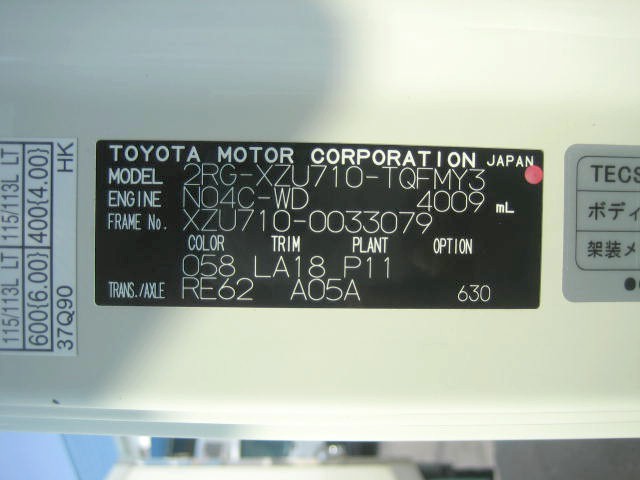 TOYOTA MOTOR CORPORATION JAPAN
MODEL 2RG-XZU710-TQFMY3
ENGINE N04C-WD 4009 mL
FRAME No. XZU710-0033079
COLOR TRIM PLANT OPTION
058 LA18 P11
TRANS./AXLE RE62 A05A 630
115/113L LT 115/113L LT
600(6.00) 400(4.00)
37Q90 HK
TECS
ボディ
架装メ